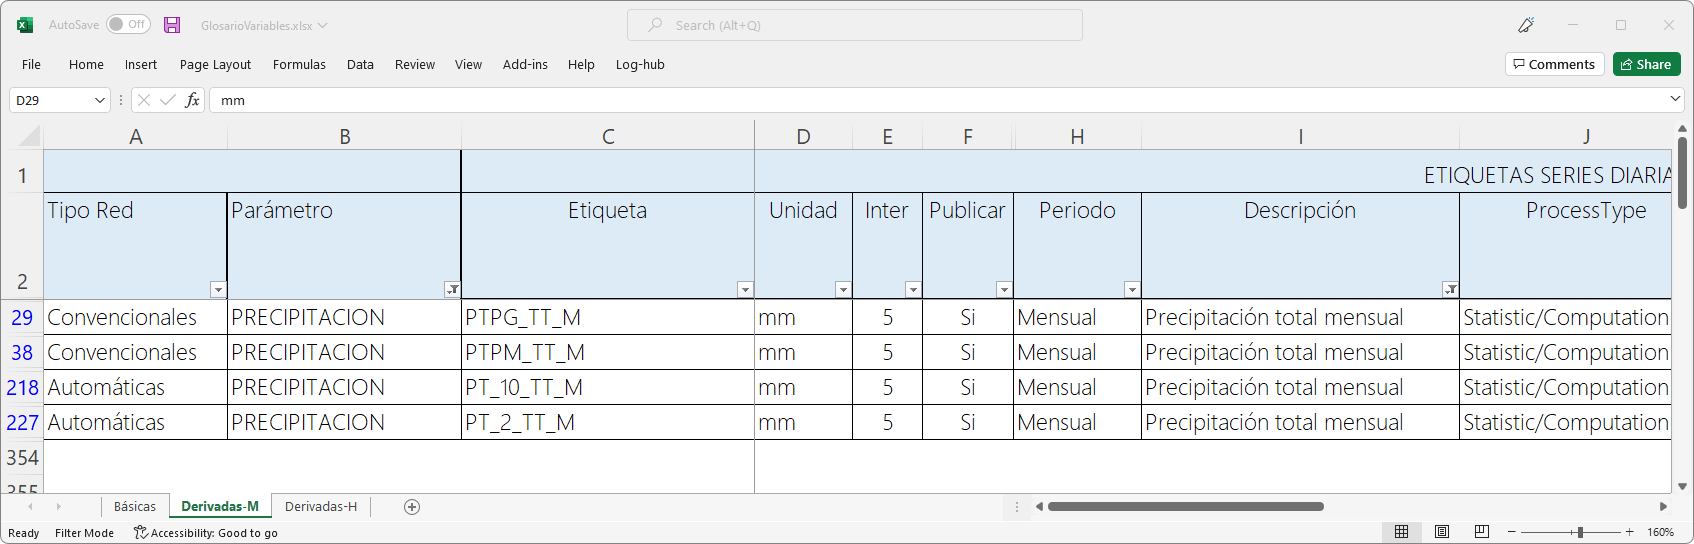 AutoSave Off GlosarioVariables.xlsx Search (Alt+Q)
File Home Insert Page Layout Formulas Data Review View Add-ins Help Log-hub Comments Share
D29 fx mm
A B C D E F H I J
1 ETIQUETAS SERIES DIARIA
2 Tipo Red Parámetro Etiqueta Unidad Inter Publicar Periodo Descripción ProcessType
29 Convencionales PRECIPITACION PTPG_TT_M mm 5 Si Mensual Precipitación total mensual Statistic/Computation
38 Convencionales PRECIPITACION PTPM_TT_M mm 5 Si Mensual Precipitación total mensual Statistic/Computation
218 Automáticas PRECIPITACION PT_10_TT_M mm 5 Si Mensual Precipitación total mensual Statistic/Computation
227 Automáticas PRECIPITACION PT_2_TT_M mm 5 Si Mensual Precipitación total mensual Statistic/Computation
354
355
Básicas Derivadas-M Derivadas-H
Ready Filter Mode Accessibility: Good to go 160%